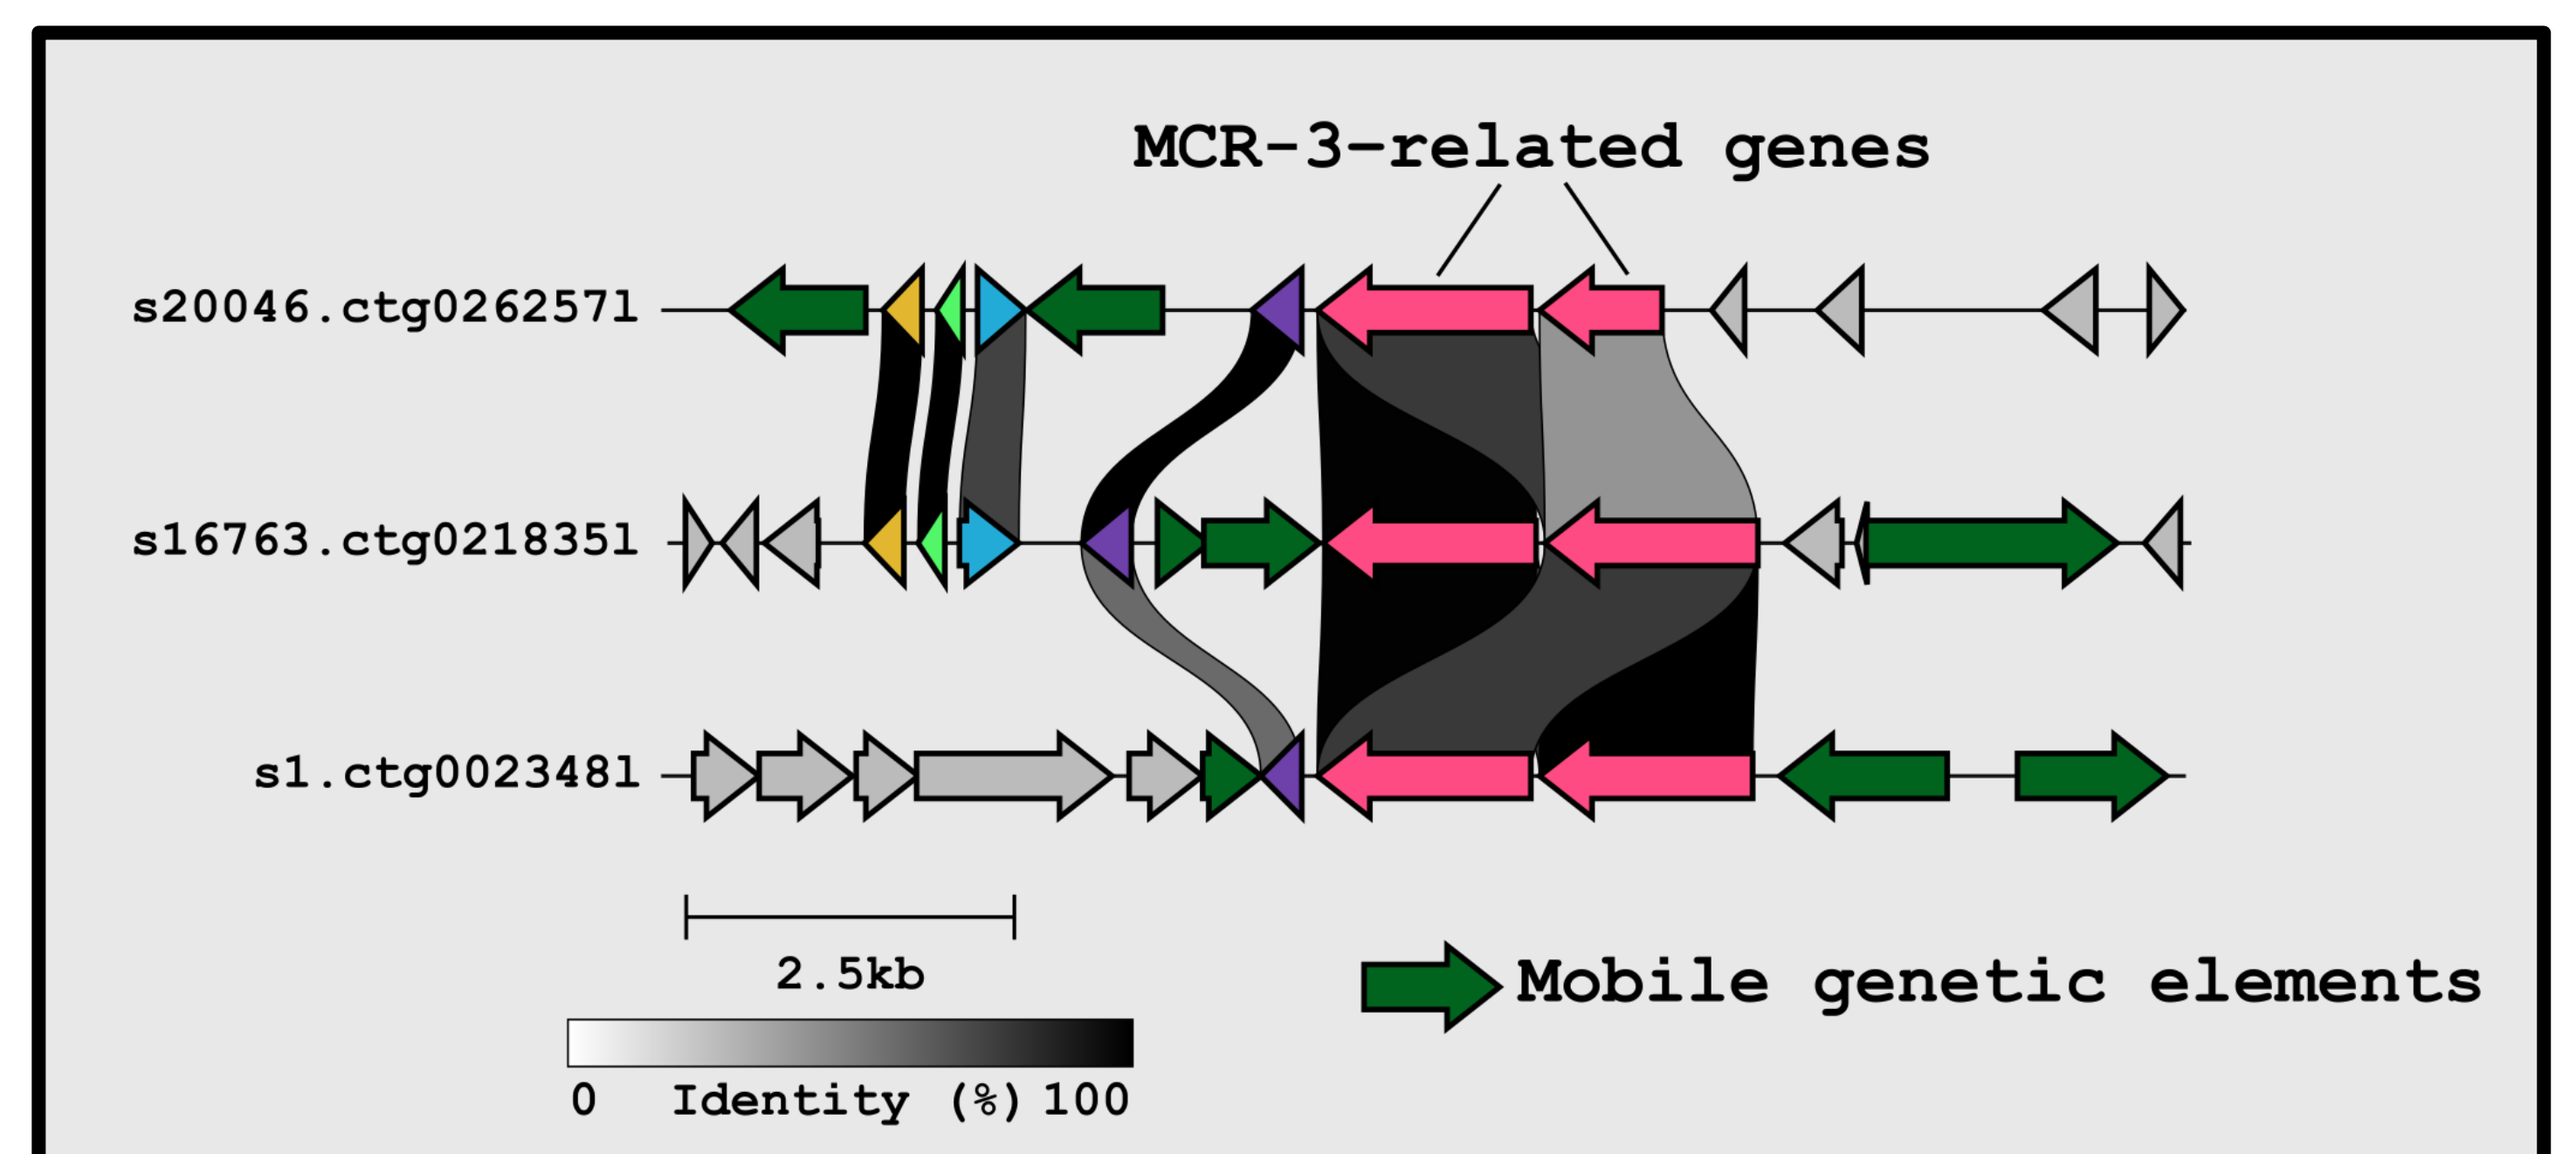 MCR-3-related genes
s20046.ctg026257l
s16763.ctg021835l
s1.ctg002348l
2.5kb
Mobile genetic elements
0 Identity (%) 100